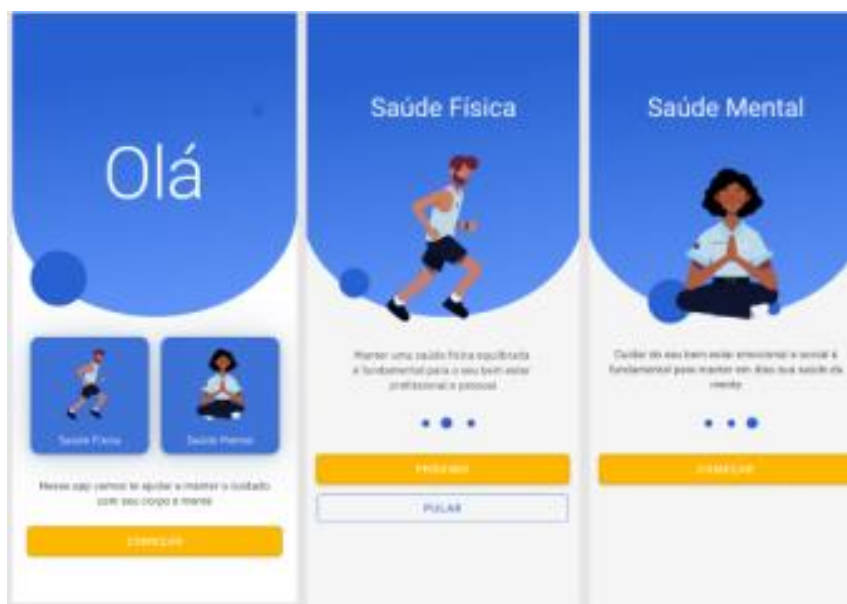 Olá
Saúde Física
Saúde Mental
Nesse app vamos te ajudar a manter o cuidado
com seu corpo e mente
COMEÇAR
Saúde Física
Manter uma saúde física equilibrada
é fundamental para o seu bem estar
profissional e pessoal
PRÓXIMO
PULAR
Saúde Mental
Cuidar do seu bem estar emocional e social é
fundamental para manter em dias sua saúde da
mente
COMEÇAR